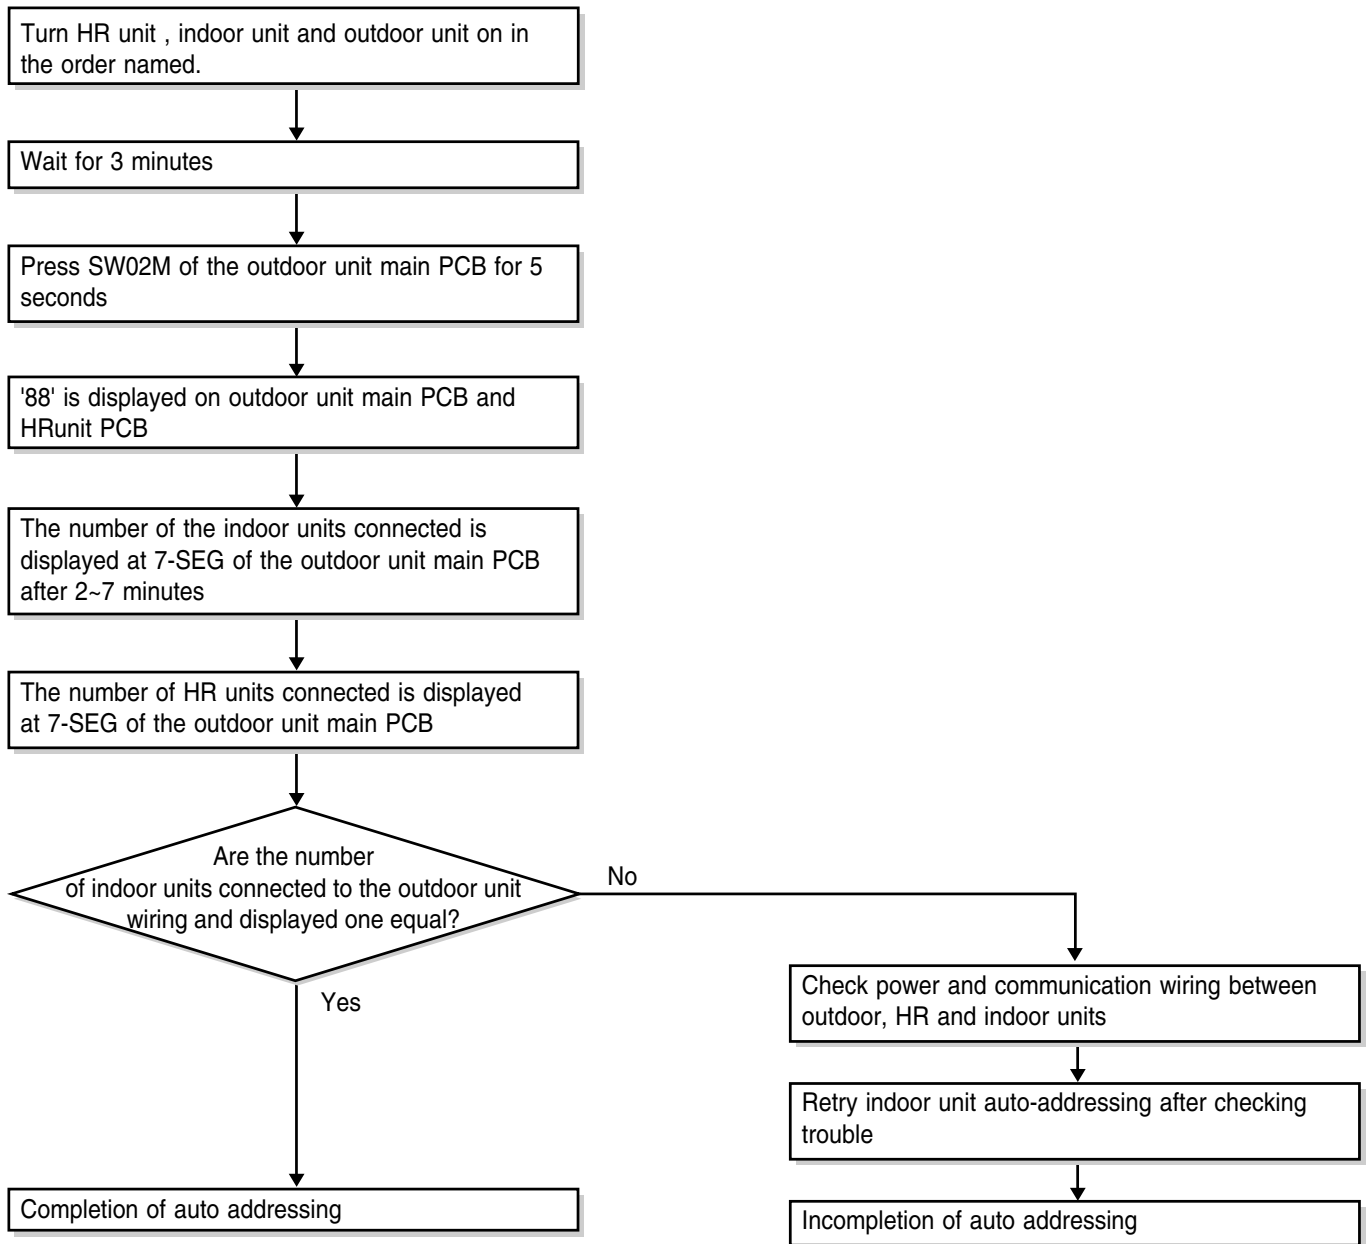 Turn HR unit , indoor unit and outdoor unit on in
the order named.
Wait for 3 minutes
Press SW02M of the outdoor unit main PCB for 5
seconds
'88' is displayed on outdoor unit main PCB and
HRunit PCB
The number of the indoor units connected is
displayed at 7-SEG of the outdoor unit main PCB
after 2~7 minutes
The number of HR units connected is displayed
at 7-SEG of the outdoor unit main PCB
Are the number
of indoor units connected to the outdoor unit
wiring and displayed one equal?
No
Yes
Check power and communication wiring between
outdoor, HR and indoor units
Retry indoor unit auto-addressing after checking
trouble
Completion of auto addressing
Incompletion of auto addressing